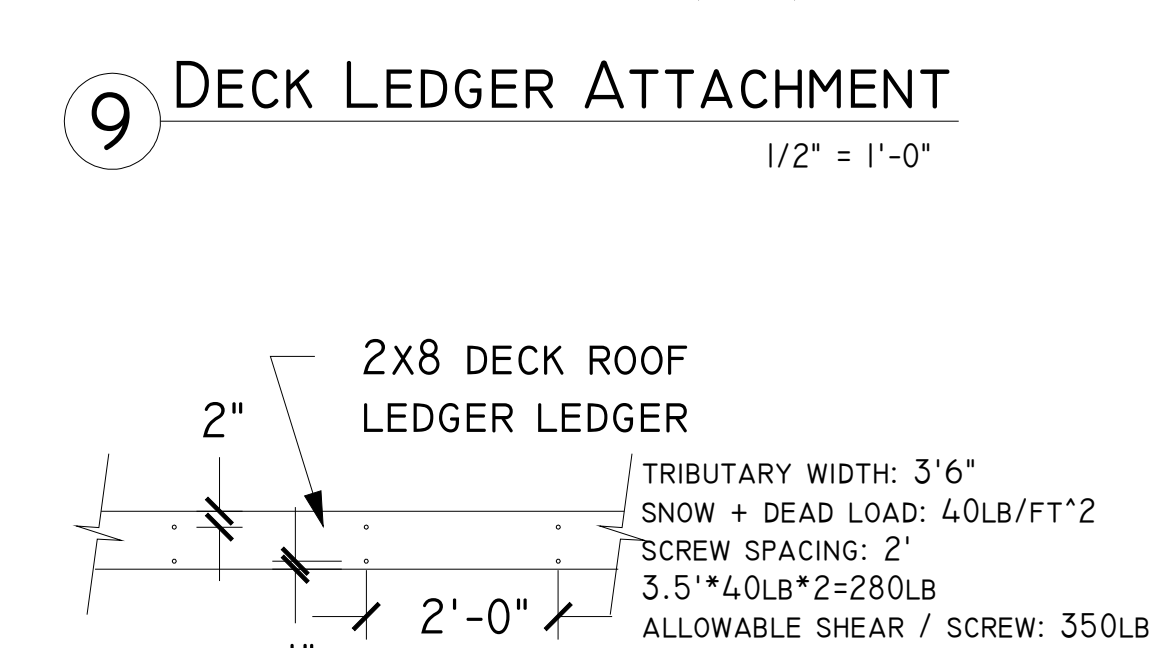 9
DECK LEDGER ATTACHMENT
1/2" = 1'-0"
2X8 DECK ROOF
LEDGER LEDGER
2"
TRIBUTARY WIDTH: 3'6"
SNOW + DEAD LOAD: 40LB/FT^2
SCREW SPACING: 2'
3.5'*40LB*2=280LB
2'-0"
ALLOWABLE SHEAR / SCREW: 350LB